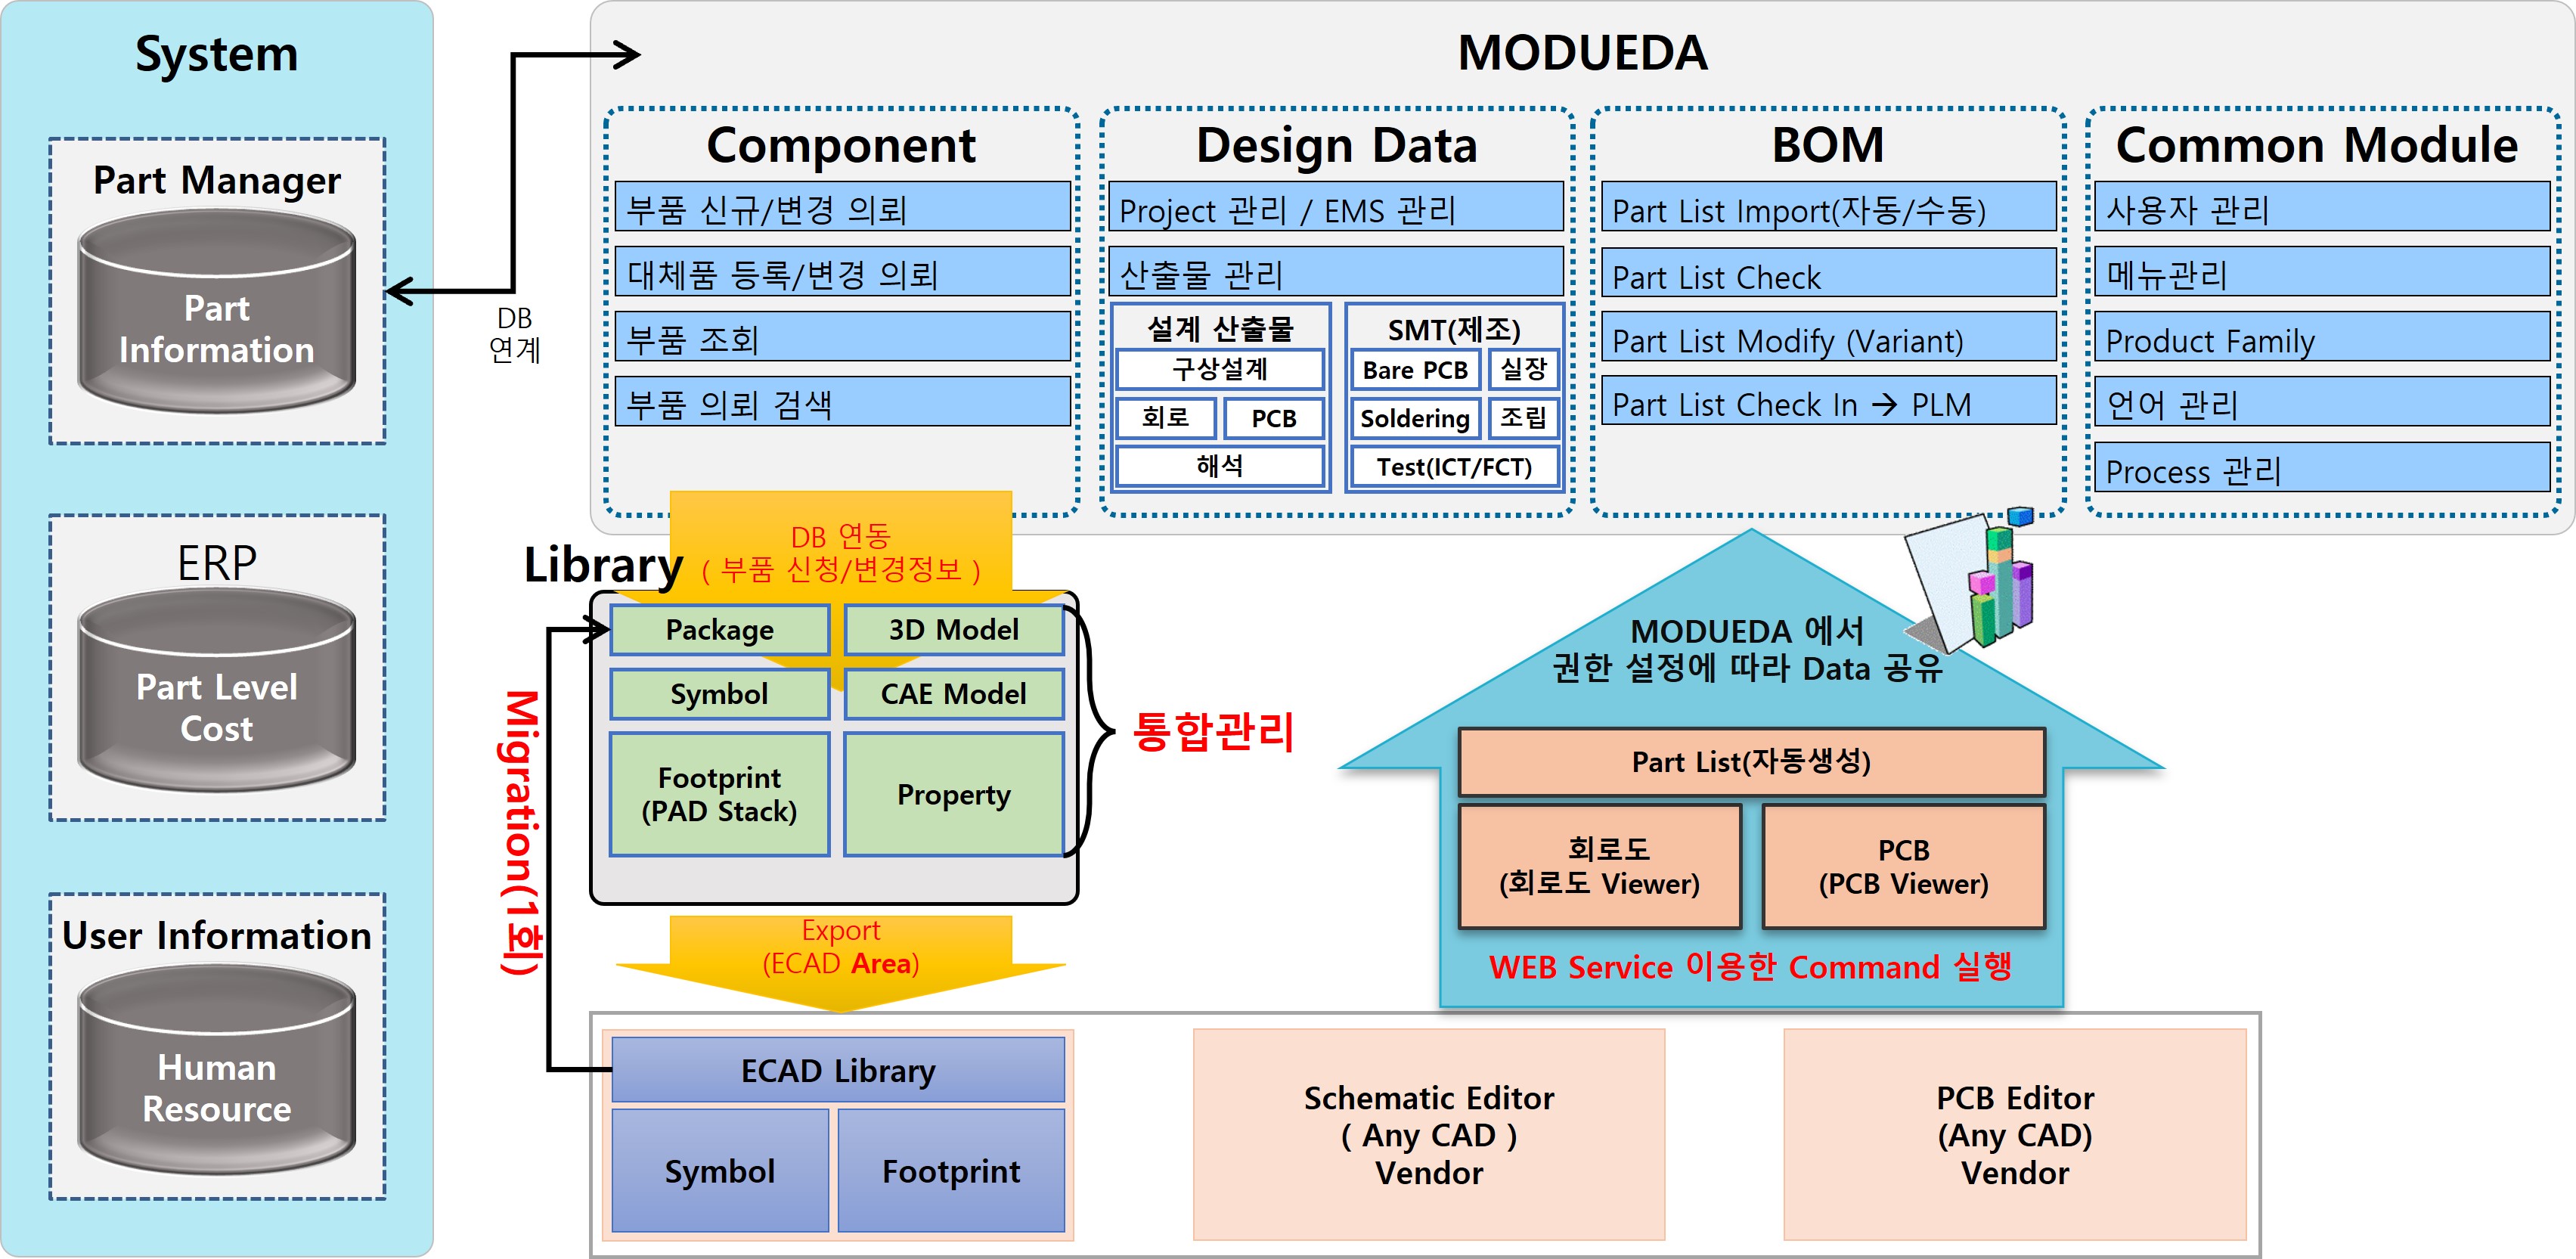 System
Part Manager
Part
Information
ERP
Part Level
Cost
User Information
Human
Resource
DB
연계
MODUEDA
Component
부품 신규/변경 의뢰
대체품 등록/변경 의뢰
부품 조회
부품 의뢰 검색
Design Data
Project 관리 / EMS 관리
산출물 관리
설계 산출물
구상설계
회로
PCB
해석
SMT(제조)
Bare PCB
실장
Soldering
조립
Test(ICT/FCT)
BOM
Part List Import(자동/수동)
Part List Check
Part List Modify (Variant)
Part List Check In → PLM
Common Module
사용자 관리
메뉴관리
Product Family
언어 관리
Process 관리
DB 연동
( 부품 신청/변경정보 )
Library
Package
3D Model
Symbol
CAE Model
Footprint
(PAD Stack)
Property
통합관리
Migration(1회)
Export
(ECAD Area)
MODUEDA 에서
권한 설정에 따라 Data 공유
Part List(자동생성)
회로도
(회로도 Viewer)
PCB
(PCB Viewer)
WEB Service 이용한 Command 실행
ECAD Library
Symbol
Footprint
Schematic Editor
( Any CAD )
Vendor
PCB Editor
(Any CAD)
Vendor